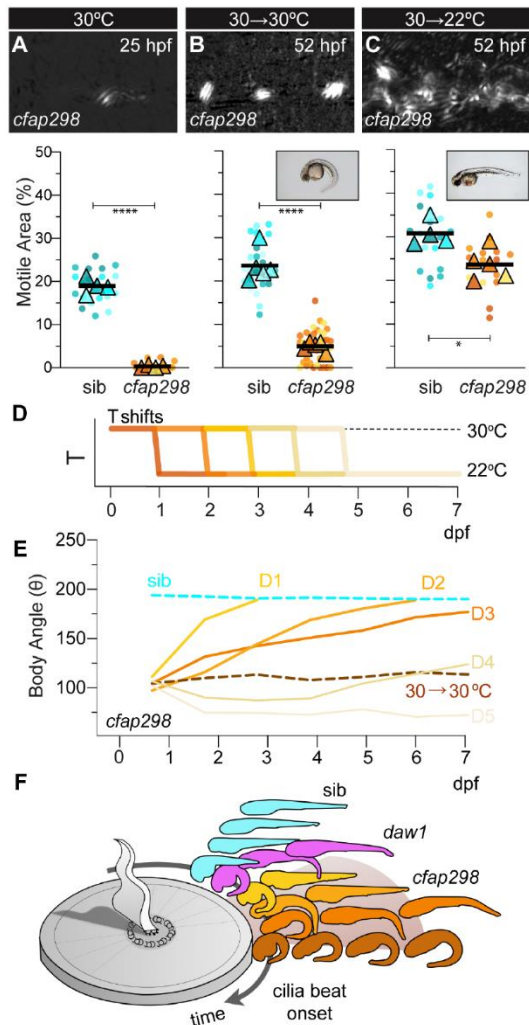 30ºC
30→30ºC
30→22ºC
A
25 hpf
cfap298
B
52 hpf
cfap298
C
52 hpf
cfap298
Motile Area (%)
50
40
30
20
10
0
****
****
*
sib
cfap298
sib
cfap298
sib
cfap298
D
T shifts
T
30ºC
22ºC
0
1
2
3
4
5
6
7
dpf
E
Body Angle (θ)
250
200
150
100
sib
D1
D2
D3
D4
30→30ºC
D5
cfap298
0
1
2
3
4
5
6
7
dpf
F
sib
daw1
cfap298
time
cilia beat
onset